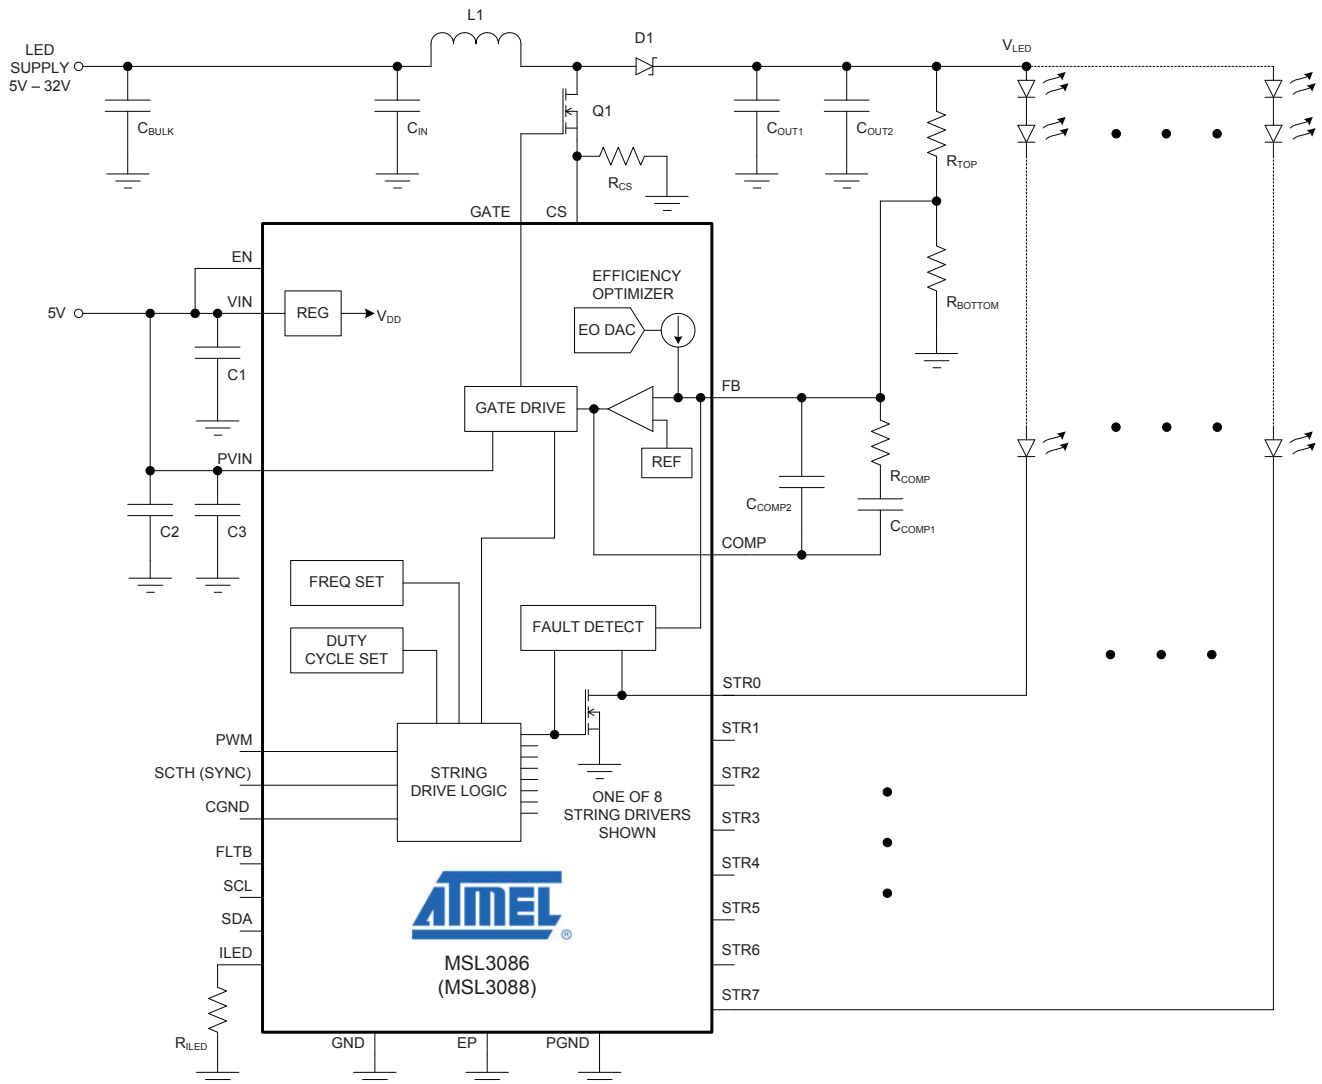 L1
LED
SUPPLY
5V – 32V
D1
VLED
CBULK
CIN
Q1
COUT1
COUT2
RTOP
RCS
GATE
CS
EN
VIN
5V
REG
VDD
EFFICIENCY
OPTIMIZER
EO DAC
RBOTTOM
C1
FB
GATE DRIVE
REF
PVIN
RCOMP
CCOMP2
CCOMP1
C2
C3
COMP
FREQ SET
DUTY
CYCLE SET
FAULT DETECT
STR0
STR1
PWM
SCTH (SYNC)
CGND
STRING
DRIVE LOGIC
ONE OF 8
STRING DRIVERS
SHOWN
STR2
STR3
FLTB
SCL
SDA
ILED
STR4
STR5
STR6
STR7
ATMEL
®
MSL3086
(MSL3088)
RILED
GND
EP
PGND